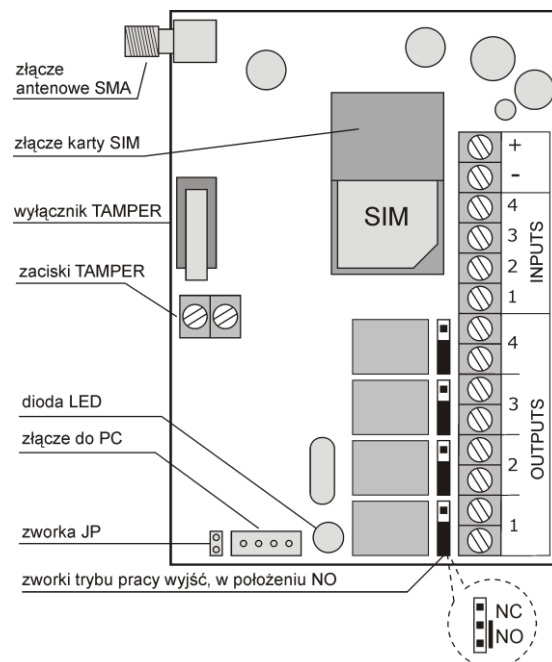 złącze
antenowe SMA
złącze karty SIM
wyłącznik TAMPER
zaciski TAMPER
dioda LED
złącze do PC
zworka JP
zworki trybu pracy wyjść, w położeniu NO
SIM
+
-
4
3
2
1
INPUTS
4
3
2
1
OUTPUTS
NC
NO